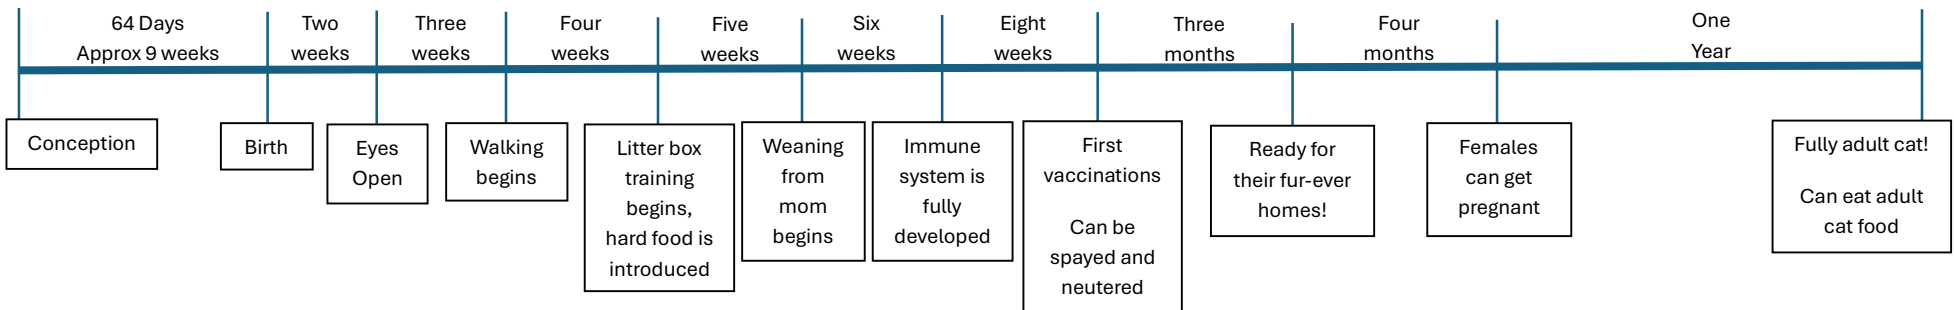 64 Days
Approx 9 weeks
Two
weeks
Three
weeks
Four
weeks
Five
weeks
Six
weeks
Eight
weeks
Three
months
Four
months
One
Year
Conception
Birth
Eyes
Open
Walking
begins
Litter box
training
begins,
hard food is
introduced
Weaning
from
mom
begins
Immune
system is
fully
developed
First
vaccinations
Can be
spayed and
neutered
Ready for
their fur-ever
homes!
Females
can get
pregnant
Fully adult cat!
Can eat adult
cat food